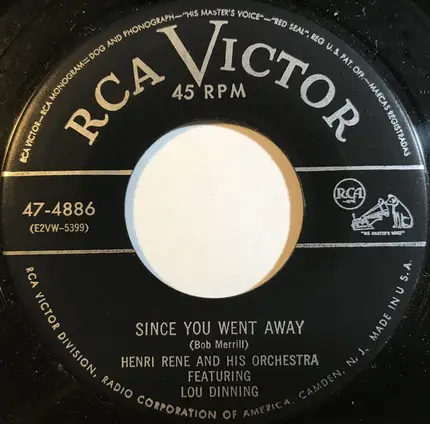 RCA VICTOR—RCA MONOGRAM—DOG AND PHONOGRAPH—"HIS MASTER'S VOICE"—"RED SEAL", REG U.S. PAT. OFF.—MARCAS REGISTRADAS
RCA VICTOR
45 RPM
47-4886
(E2VW-5399)
RCA
"HIS MASTER'S VOICE"
SINCE YOU WENT AWAY
(Bob Merrill)
HENRI RENE AND HIS ORCHESTRA
FEATURING
LOU DINNING
RCA VICTOR DIVISION, RADIO CORPORATION OF AMERICA, CAMDEN, N. J. MADE IN U.S.A.